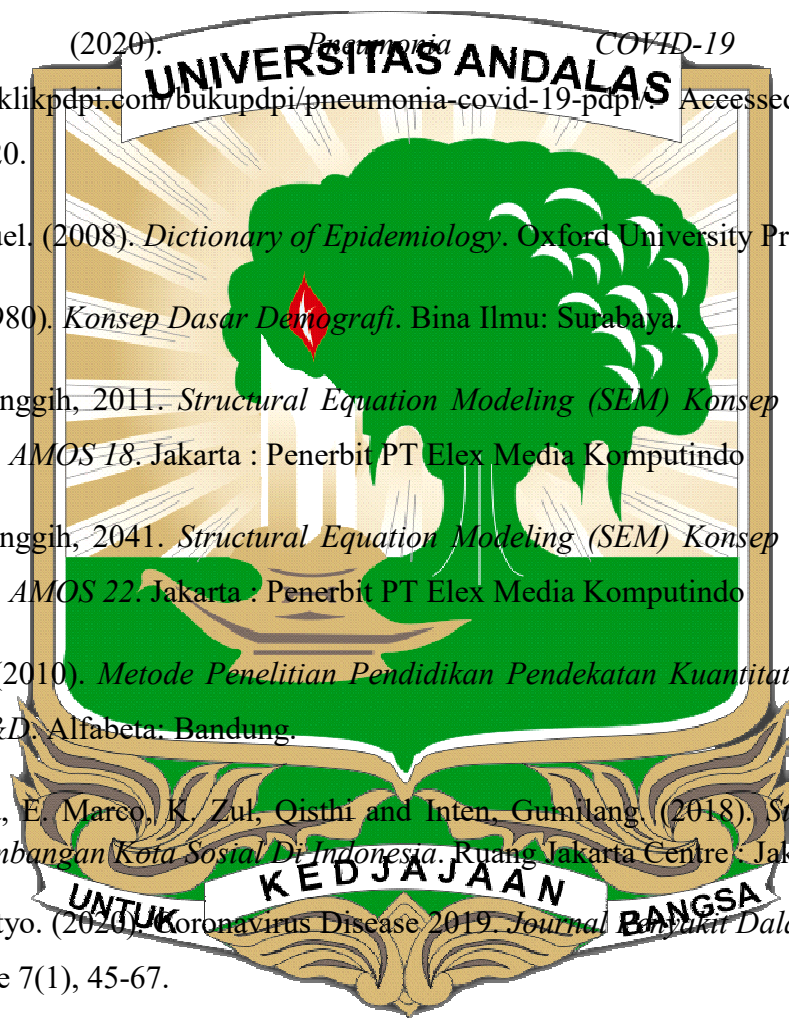 (2020). Pneumonia COVID-19
UNIVERSITAS ANDALAS
klikpdpi.com/bukupdpi/pneumonia-covid-19-pdpi/. Accessed
20.
uel. (2008). Dictionary of Epidemiology. Oxford University Pr
980). Konsep Dasar Demografi. Bina Ilmu: Surabaya.
nggih, 2011. Structural Equation Modeling (SEM) Konsep
AMOS 18. Jakarta : Penerbit PT Elex Media Komputindo
nggih, 2041. Structural Equation Modeling (SEM) Konsep
AMOS 22. Jakarta : Penerbit PT Elex Media Komputindo
(2010). Metode Penelitian Pendidikan Pendekatan Kuantitat
&D. Alfabeta: Bandung.
., E. Marco, K. Zul, Qisthi and Inten, Gumilang. (2018). St
mbangan Kota Sosial Di Indonesia. Ruang Jakarta Centre : Jak
UNTUK KEDJAJAAN BANGSA
tyo. (2020). Coronavirus Disease 2019. Journal Penyakit Dala
e 7(1), 45-67.